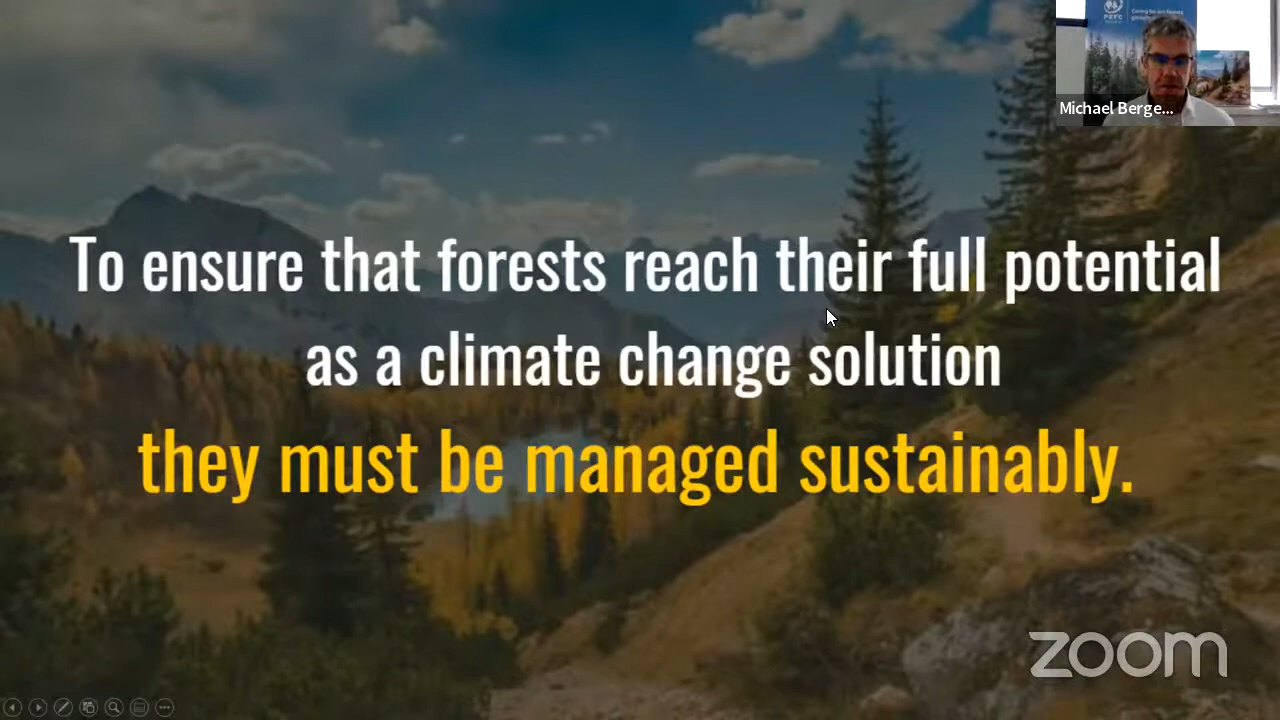 PEFC
Michael Berge...
To ensure that forests reach their full potential
as a climate change solution
they must be managed sustainably.
zoom